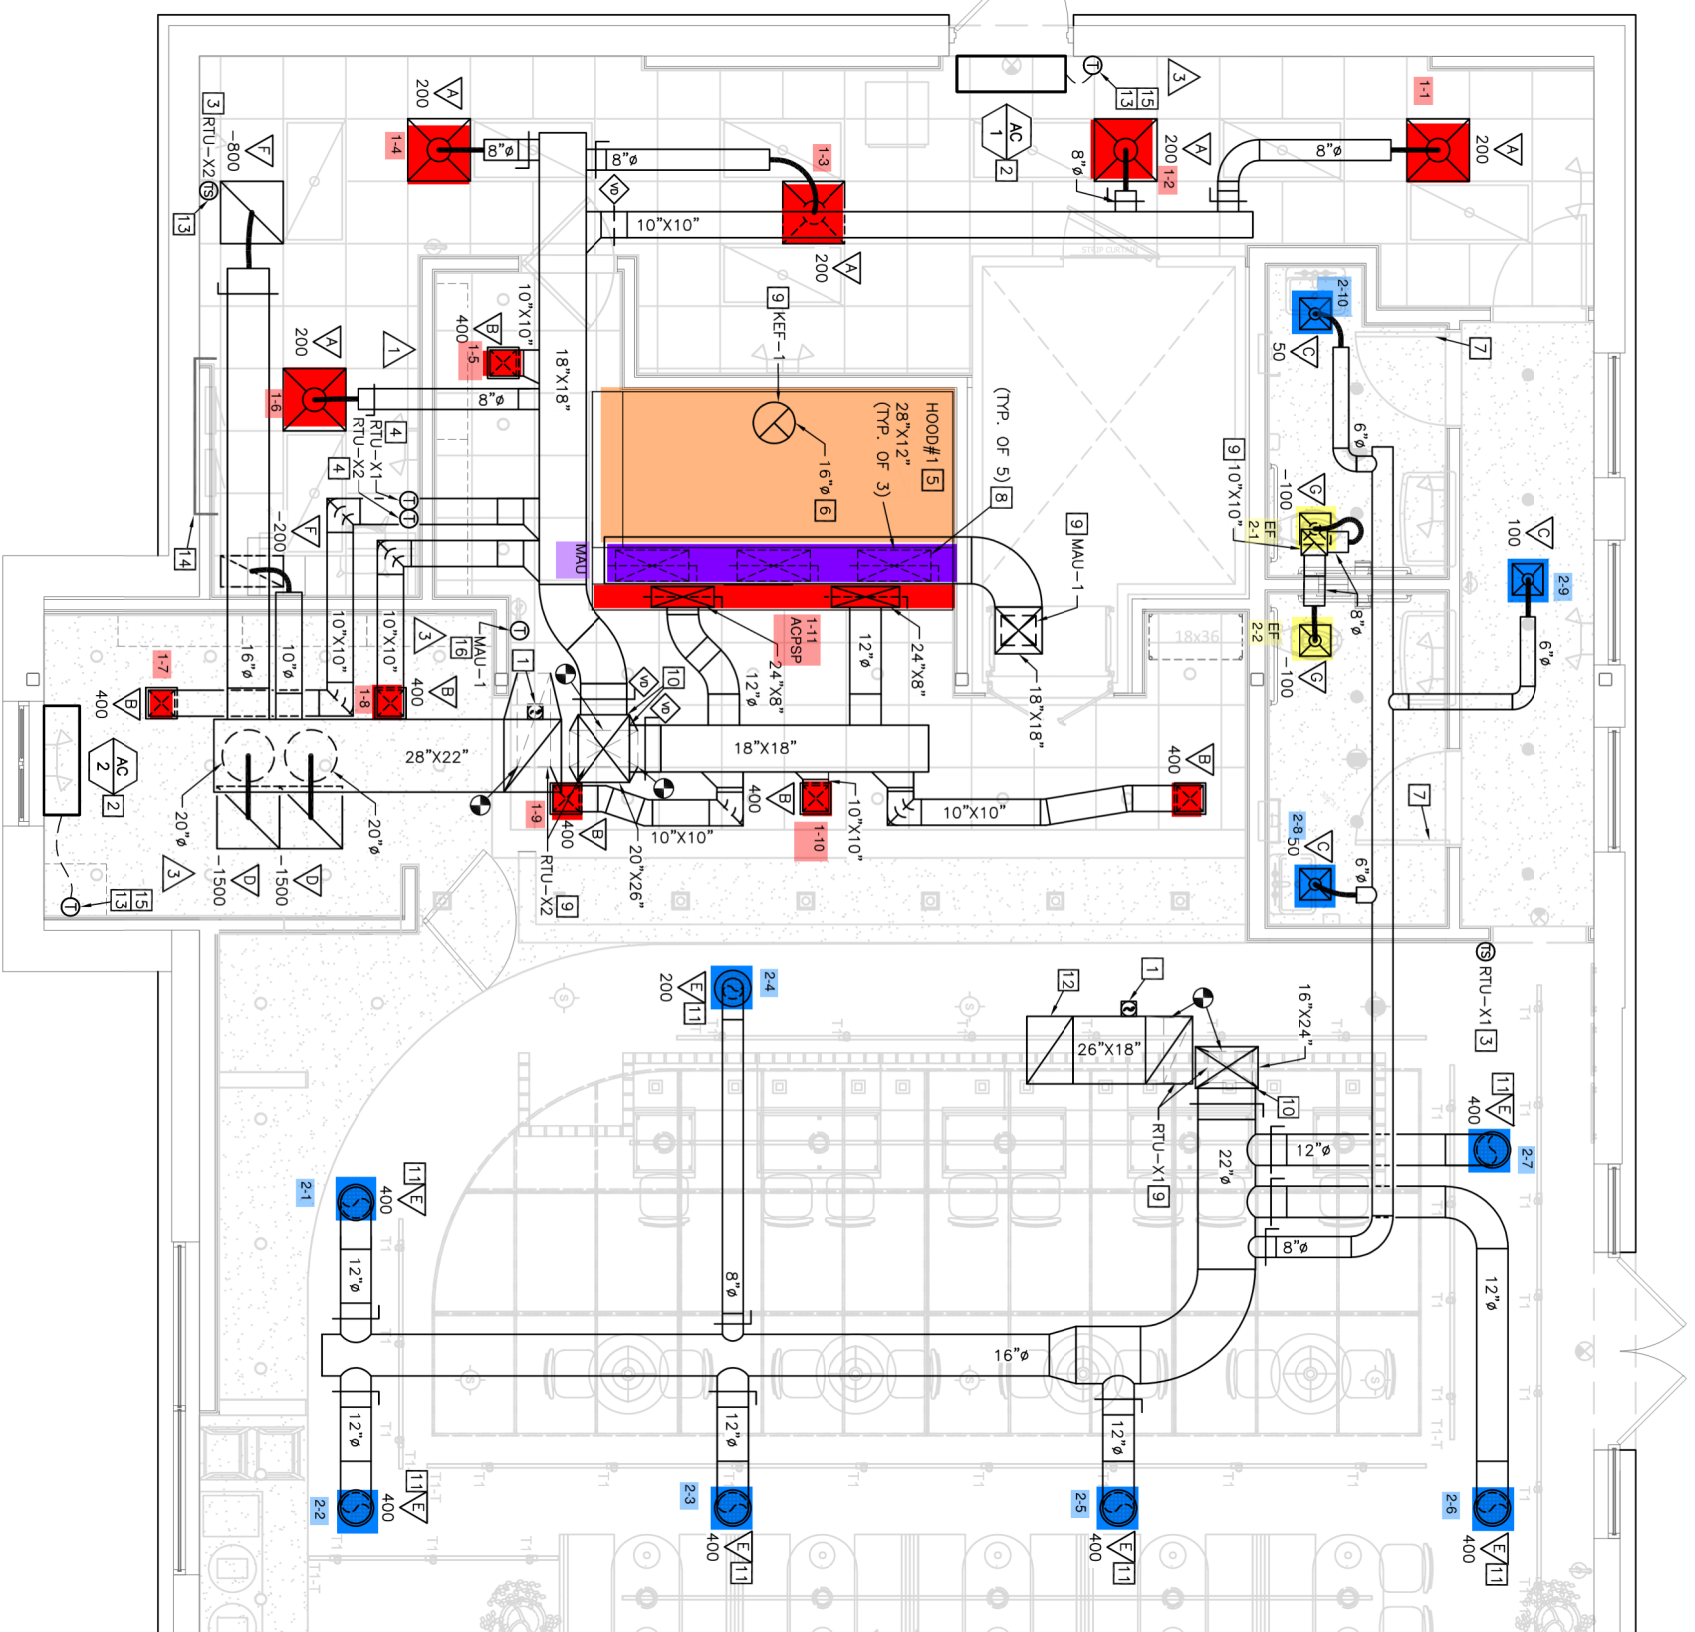 1-1
A
200
8"ø
3
T
15
13
AC
1
2
A
200
1-2
8"ø
1-3
A
200
8"ø
VD
10"X10"
STRIP CURTAIN
A
200
1-4
8"ø
3
RTU-X2
TS
13
F
-800
A
200
1
1-6
8"ø
10"X10"
B
400
1-5
18"X18"
4
RTU-X1
RTU-X2
4
T
T
9
KEF-1
16"ø
6
HOOD#1
5
28"X12"
(TYP. OF 3)
(TYP. OF 5)
8
MAU
9
MAU-1
18"X18"
18x36
1-11
ACPSP
24"X8"
12"ø
24"X8"
12"ø
14
F
-200
16"ø
10"ø
10"X10"
10"X10"
3
16
MAU-1
T
1
1-7
B
400
1-8
B
400
28"X22"
VD
10
VD
18"X18"
AC
2
2
20"ø
20"ø
3
D
-1500
D
-1500
15
13
T
1-9
B
400
10"X10"
20"X26"
RTU-X2
9
B
400
1-10
10"X10"
10"X10"
B
400
2-10
C
50
7
6"ø
9
10"X10"
G
-100
EF
2-1
8"ø
EF
2-2
G
-100
C
100
2-9
6"ø
7
2-8
C
50
6"ø
TS
RTU-X1
3
2-4
E
200
11
12
1
26"X18"
16"X24"
10
RTU-X1
9
22"ø
11
E
400
12"ø
2-7
8"ø
12"ø
8"ø
2-1
11
E
400
12"ø
16"ø
12"ø
2-2
11
E
400
12"ø
2-3
E
400
11
12"ø
2-5
E
400
11
2-6
E
400
11
T1
T1
T1
T1-T